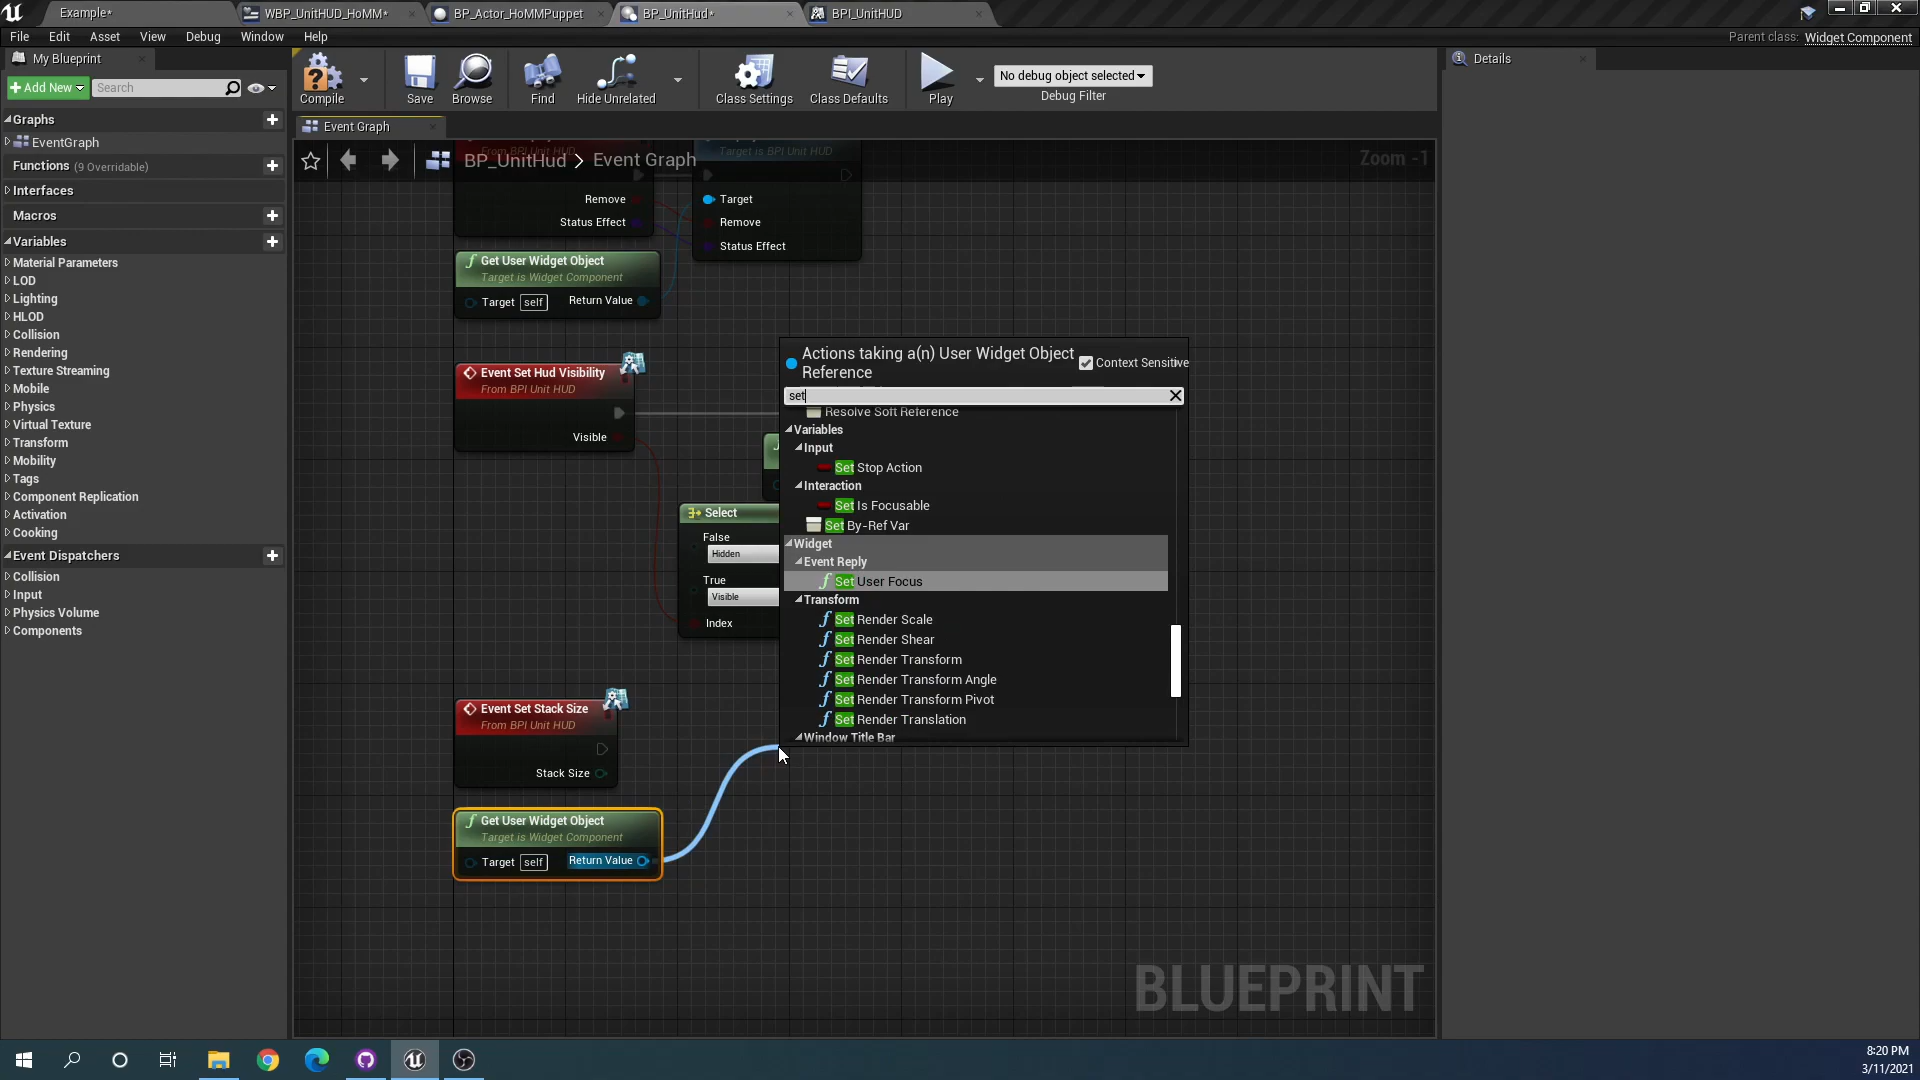 Example*
WBP_UnitHUD_HoMM*
BP_Actor_HoMMPuppet
BP_UnitHud*
BPI_UnitHUD
File Edit Asset View Debug Window Help
Parent class: Widget Component
My Blueprint
Details
Add New
Search
Compile
Save
Browse
Find
Hide Unrelated
Class Settings
Class Defaults
Play
No debug object selected
Debug Filter
Graphs
EventGraph
Functions (9 Overridable)
Interfaces
Macros
Variables
Material Parameters
LOD
Lighting
HLOD
Collision
Rendering
Texture Streaming
Mobile
Physics
Virtual Texture
Transform
Mobility
Tags
Component Replication
Activation
Cooking
Event Dispatchers
Collision
Input
Physics Volume
Components
Event Graph
BP_UnitHud > Event Graph
Zoom -1
From BPI Unit HUD
Target is BPI Unit HUD
Remove
Status Effect
Target
Remove
Status Effect
Get User Widget Object
Target is Widget Component
Target self Return Value
Event Set Hud Visibility
From BPI Unit HUD
Visible
Select
False
Hidden
True
Visible
Index
Event Set Stack Size
From BPI Unit HUD
Stack Size
Get User Widget Object
Target is Widget Component
Target self Return Value
Actions taking a(n) User Widget Object
Reference
Context Sensitive
set
Resolve Soft Reference
Variables
Input
Set Stop Action
Interaction
Set Is Focusable
Set By-Ref Var
Widget
Event Reply
Set User Focus
Transform
Set Render Scale
Set Render Shear
Set Render Transform
Set Render Transform Angle
Set Render Transform Pivot
Set Render Translation
Window Title Bar
BLUEPRINT
8:20 PM
3/11/2021